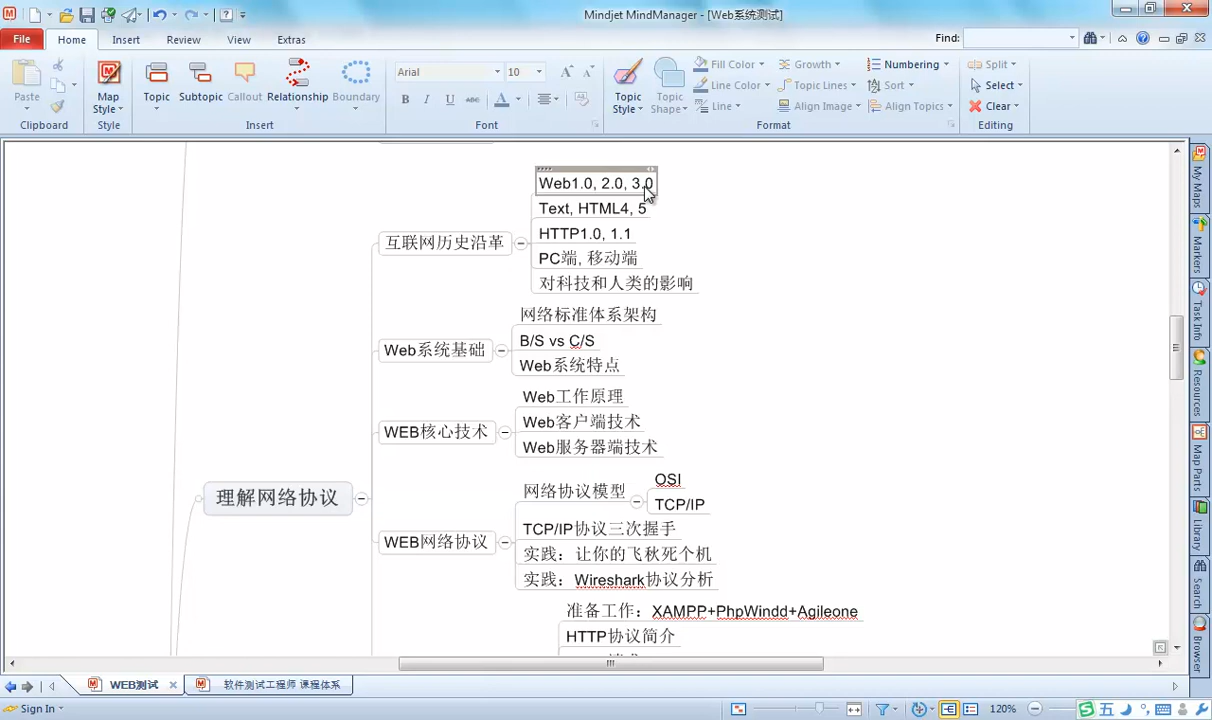 Mindjet MindManager - [Web系统测试]
File Home Insert Review View Extras Find:
Paste Map Style Topic Subtopic Callout Relationship Boundary Arial 10 Topic Style Topic Shape Fill Color Growth Numbering Split
B I U abc A Line Color Topic Lines Sort Select
Line Align Image Align Topics Clear
Clipboard Style Insert Font Format Editing
Web1.0, 2.0, 3.0
Text, HTML4, 5
HTTP1.0, 1.1
互联网历史沿革
PC端, 移动端
对科技和人类的影响
网络标准体系架构
B/S vs C/S
Web系统基础
Web系统特点
Web工作原理
Web客户端技术
WEB核心技术
Web服务器端技术
OSI
网络协议模型
理解网络协议
TCP/IP
TCP/IP协议三次握手
WEB网络协议
实践：让你的飞秋死个机
实践：Wireshark协议分析
准备工作：XAMPP+PhpWindd+Agileone
HTTP协议简介
My Maps
Markers
Task Info
Resources
Map Parts
Library
Search
Browser
WEB测试 软件测试工程师 课程体系
Sign In 120% 五